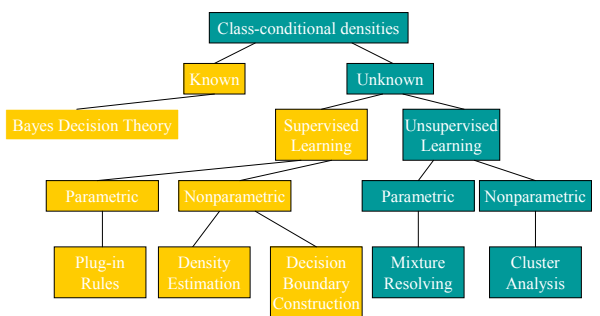 Class-conditional densities
Known
Unknown
Bayes Decision Theory
Supervised
Learning
Unsupervised
Learning
Parametric
Nonparametric
Parametric
Nonparametric
Plug-in
Rules
Density
Estimation
Decision
Boundary
Construction
Mixture
Resolving
Cluster
Analysis